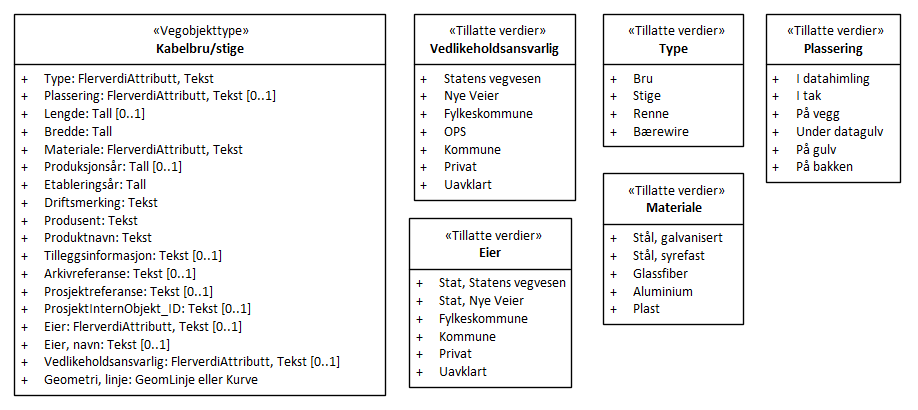 «Vegobjekttype»
Kabelbru/stige
+ Type: FlerverdiAttributt, Tekst
+ Plassering: FlerverdiAttributt, Tekst [0..1]
+ Lengde: Tall [0..1]
+ Bredde: Tall
+ Materiale: FlerverdiAttributt, Tekst
+ Produksjonsår: Tall [0..1]
+ Etableringsår: Tall
+ Driftsmerking: Tekst
+ Produsent: Tekst
+ Produktnavn: Tekst
+ Tilleggsinformasjon: Tekst [0..1]
+ Arkivreferanse: Tekst [0..1]
+ Prosjektreferanse: Tekst [0..1]
+ ProsjektInternObjekt_ID: Tekst [0..1]
+ Eier: FlerverdiAttributt, Tekst [0..1]
+ Eier, navn: Tekst [0..1]
+ Vedlikeholdsansvarlig: FlerverdiAttributt, Tekst [0..1]
+ Geometri, linje: GeomLinje eller Kurve
«Tillatte verdier»
Vedlikeholdsansvarlig
+ Statens vegvesen
+ Nye Veier
+ Fylkeskommune
+ OPS
+ Kommune
+ Privat
+ Uavklart
«Tillatte verdier»
Eier
+ Stat, Statens vegvesen
+ Stat, Nye Veier
+ Fylkeskommune
+ Kommune
+ Privat
+ Uavklart
«Tillatte verdier»
Type
+ Bru
+ Stige
+ Renne
+ Bærewire
«Tillatte verdier»
Materiale
+ Stål, galvanisert
+ Stål, syrefast
+ Glassfiber
+ Aluminium
+ Plast
«Tillatte verdier»
Plassering
+ I datahimling
+ I tak
+ På vegg
+ Under datagulv
+ På gulv
+ På bakken